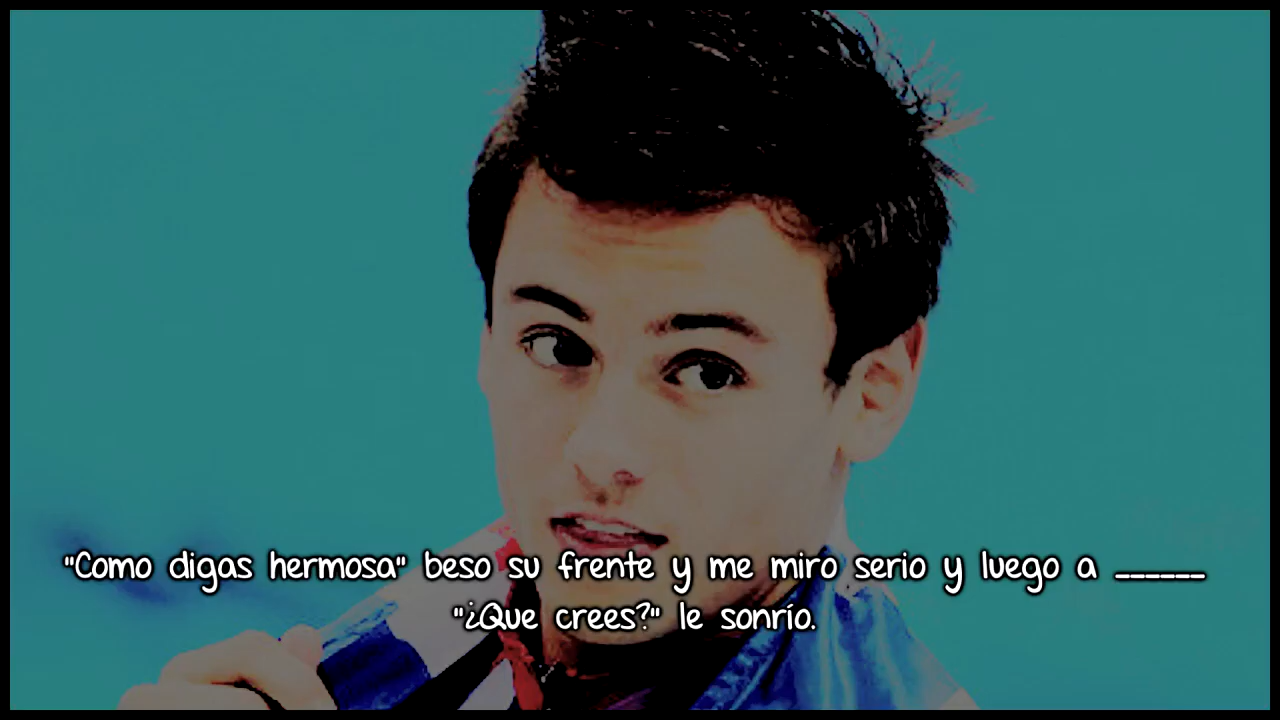 "Como digas hermosa" beso su frente y me miro serio y luego a ______
"¿Que crees?" le sonrío.